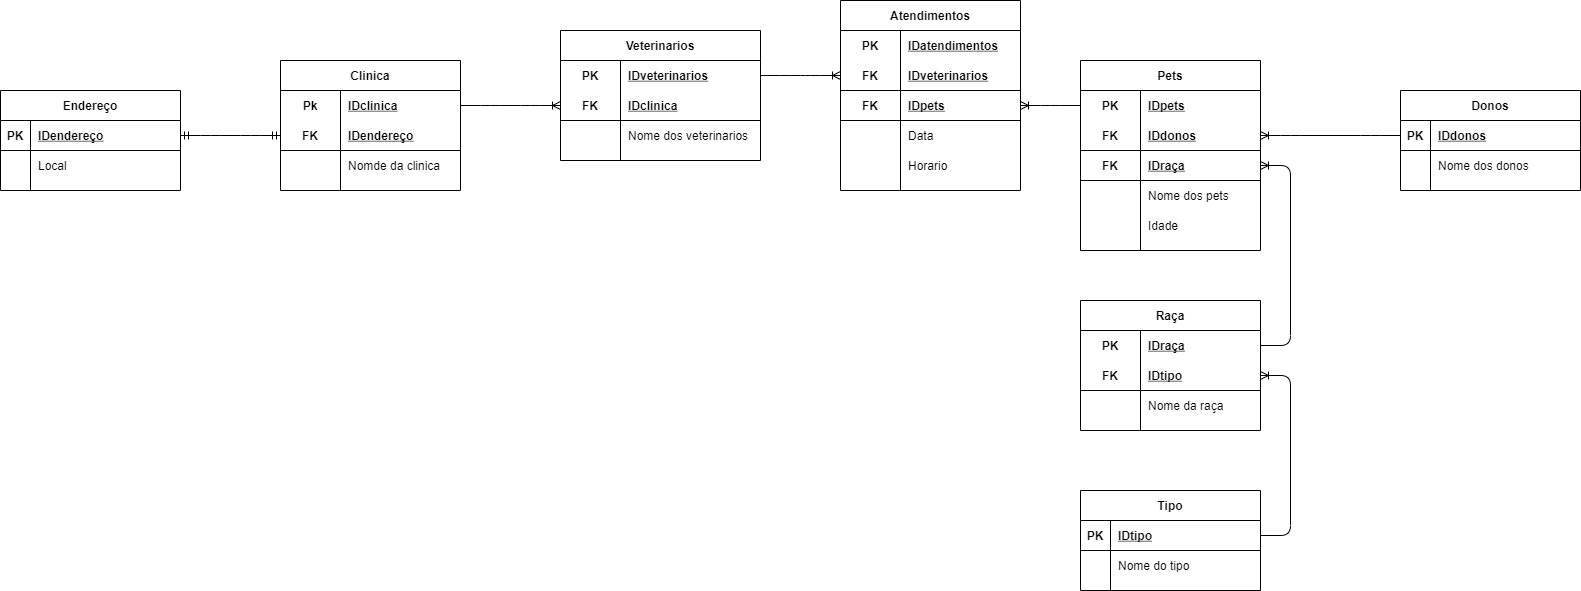 Endereço
PK IDendereço
Local
Clinica
Pk IDclinica
FK IDendereço
Nomde da clinica
Veterinarios
PK IDveterinarios
FK IDclinica
Nome dos veterinarios
Atendimentos
PK IDatendimentos
FK IDveterinarios
FK IDpets
Data
Horario
Pets
PK IDpets
FK IDdonos
FK IDraça
Nome dos pets
Idade
Donos
PK IDdonos
Nome dos donos
Raça
PK IDraça
FK IDtipo
Nome da raça
Tipo
PK IDtipo
Nome do tipo